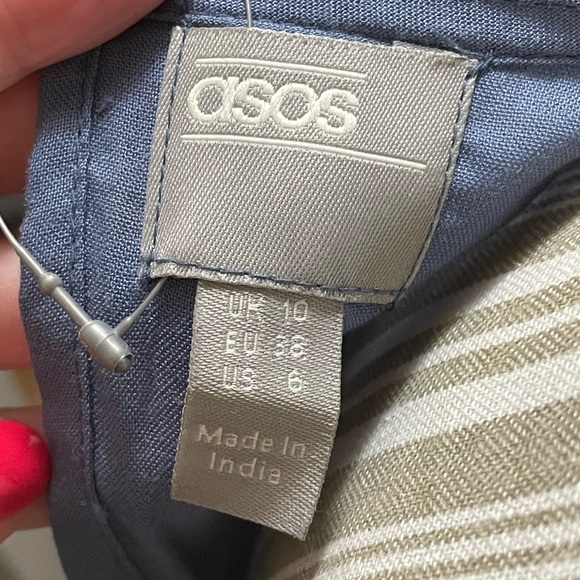 asos
UK 10
EU 38
US 6
Made In
India